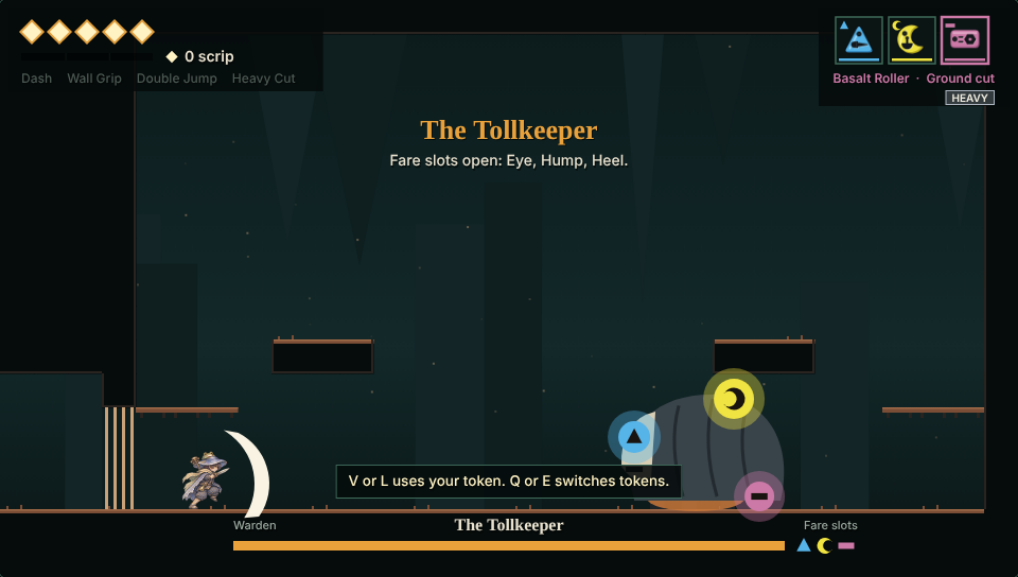 ◆ 0 scrip
Dash Wall Grip Double Jump Heavy Cut
Basalt Roller · Ground cut
HEAVY
The Tollkeeper
Fare slots open: Eye, Hump, Heel.
V or L uses your token. Q or E switches tokens.
Warden The Tollkeeper Fare slots